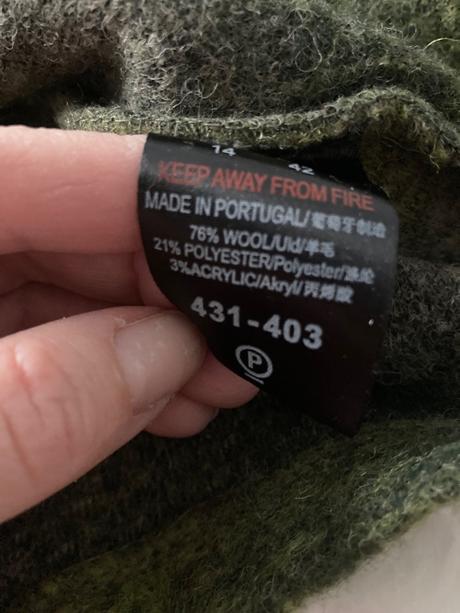 14 42
KEEP AWAY FROM FIRE
MADE IN PORTUGAL/葡萄牙制造
76% WOOL/Uld/羊毛
21% POLYESTER/Polyester/涤纶
3%ACRYLIC/Akryl/丙烯酸
431-403
P